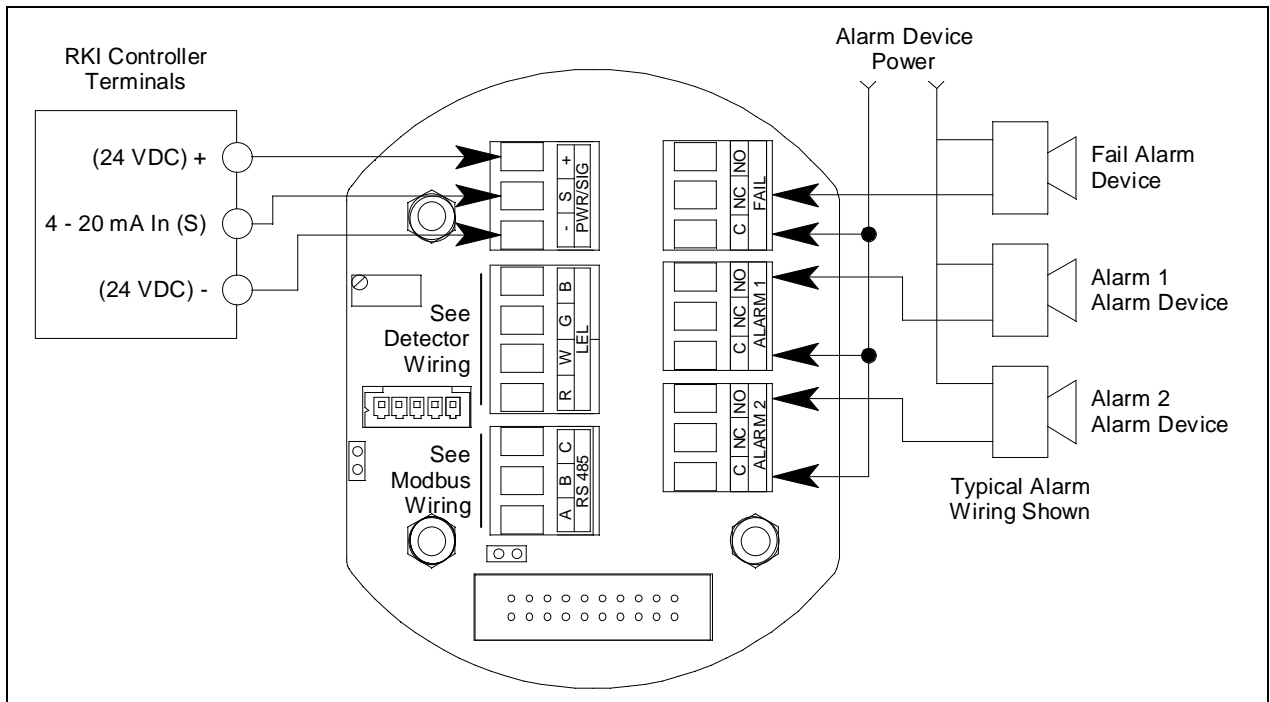 RKI Controller
Terminals
(24 VDC) +
4 - 20 mA In (S)
(24 VDC) -
+
S
-
PWR/SIG
See
Detector
Wiring
B
G
W
R
LEL
See
Modbus
Wiring
C
B
A
RS 485
Alarm Device
Power
NO
NC
C
FAIL
NO
NC
C
ALARM 1
NO
NC
C
ALARM 2
Fail Alarm
Device
Alarm 1
Alarm Device
Alarm 2
Alarm Device
Typical Alarm
Wiring Shown